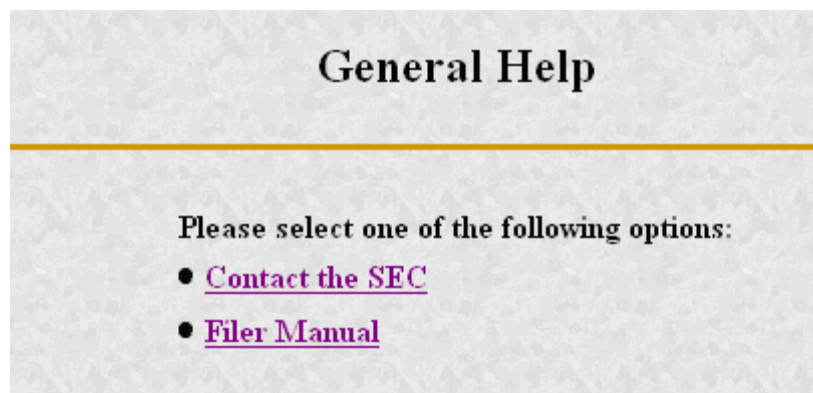 General Help
Please select one of the following options:
Contact the SEC
Filer Manual